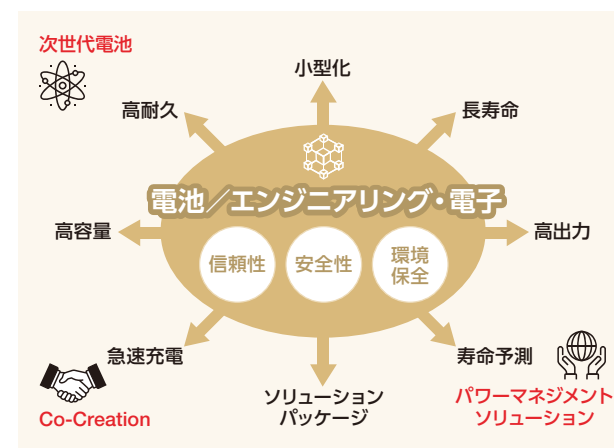 次世代電池
小型化
高耐久
長寿命
電池／エンジニアリング・電子
高容量
高出力
信頼性
安全性
環境
保全
急速充電
寿命予測
ソリューション
パッケージ
Co-Creation
パワーマネジメント
ソリューション